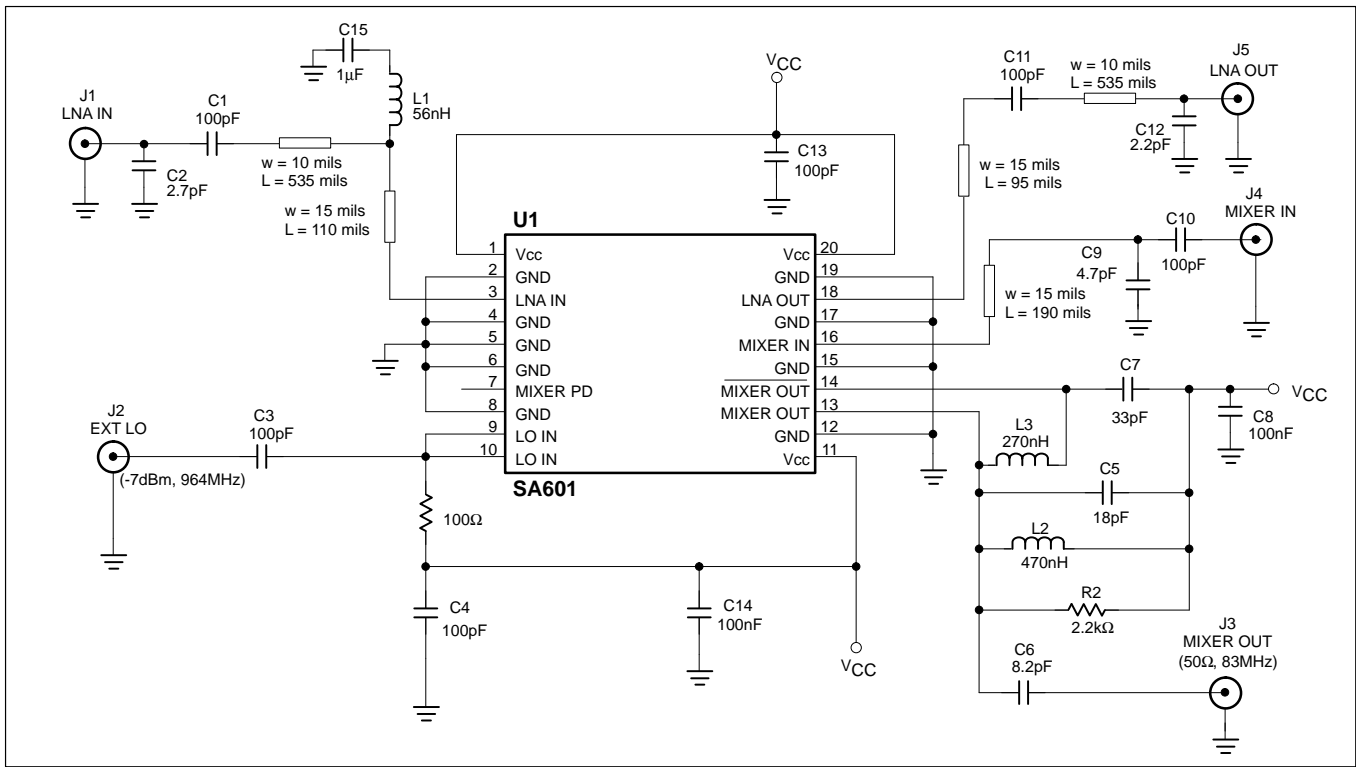 C15
1µF
L1
56nH
J1
LNA IN
C1
100pF
C2
2.7pF
w = 10 mils
L = 535 mils
w = 15 mils
L = 110 mils
VCC
C13
100pF
C11
100pF
w = 10 mils
L = 535 mils
J5
LNA OUT
C12
2.2pF
w = 15 mils
L = 95 mils
J4
MIXER IN
C10
100pF
C9
4.7pF
w = 15 mils
L = 190 mils
U1
1 Vcc Vcc 20
2 GND GND 19
3 LNA IN LNA OUT 18
4 GND GND 17
5 GND MIXER IN 16
6 GND GND 15
7 MIXER PD MIXER OUT 14
8 GND MIXER OUT 13
9 LO IN GND 12
10 LO IN Vcc 11
SA601
J2
EXT LO
(-7dBm, 964MHz)
C3
100pF
100Ω
C4
100pF
C14
100nF
VCC
C7
33pF
VCC
C8
100nF
L3
270nH
C5
18pF
L2
470nH
R2
2.2kΩ
C6
8.2pF
J3
MIXER OUT
(50Ω, 83MHz)